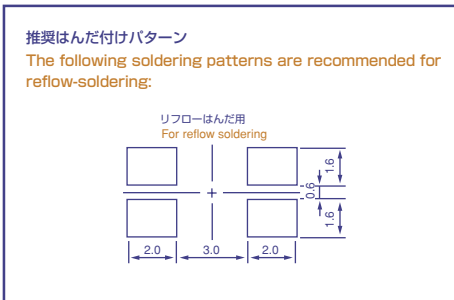 推奨はんだ付けパターン
The following soldering patterns are recommended for
reflow-soldering:
リフローはんだ用
For reflow soldering
1.6
0.6
1.6
2.0
3.0
2.0